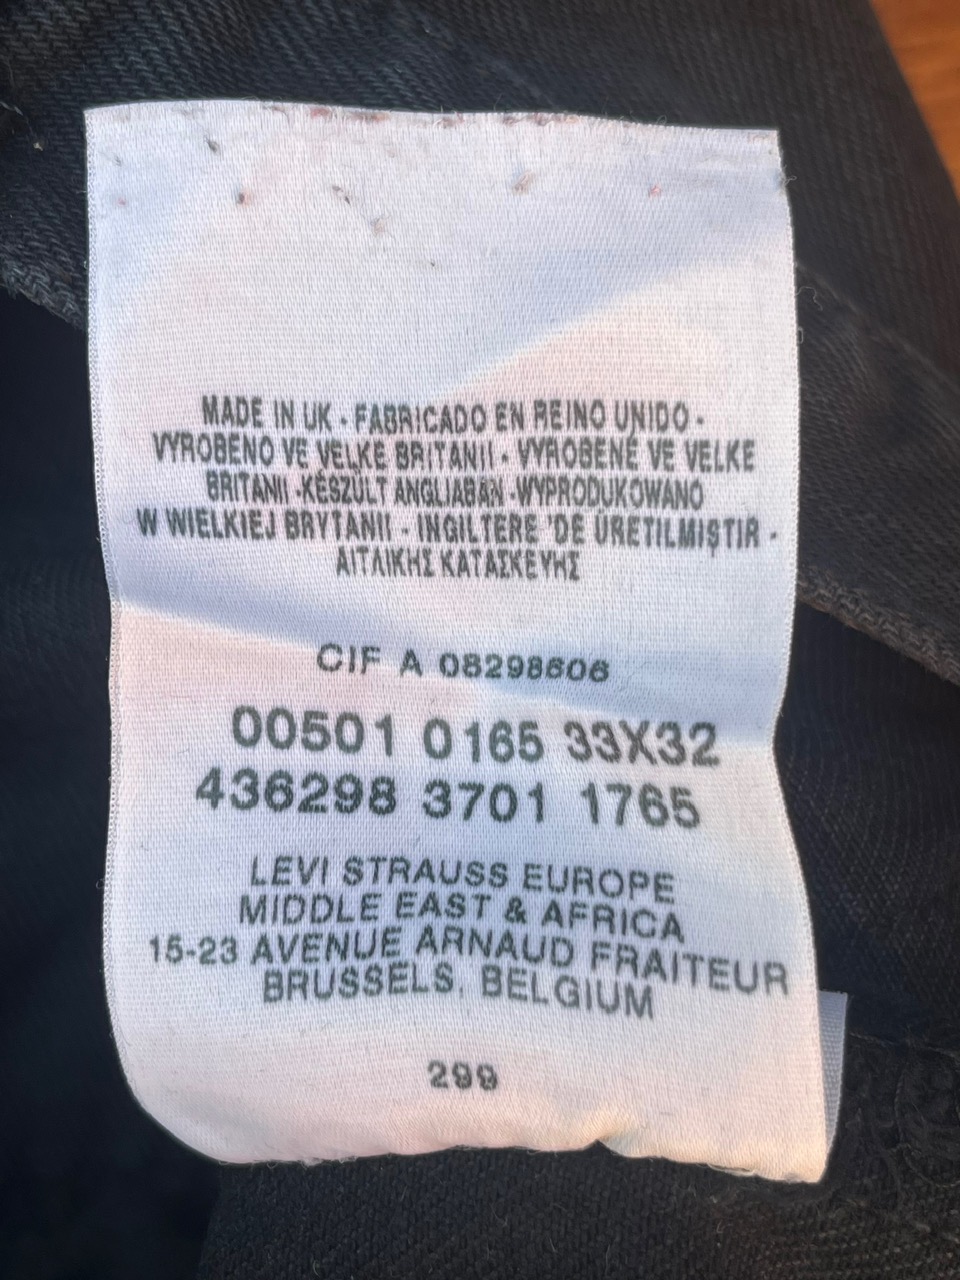 MADE IN UK - FABRICADO EN REINO UNIDO -
VYROBENO VE VELKE BRITANII - VYROBENÉ VE VELKE
BRITANII -KÉSZÜLT ANGLIABAN -WYPRODUKOWANO
W WIELKIEJ BRYTANII - INGILTERE 'DE ÜRETILMIŞTIR -
ΑΓΓΛΙΚΗΣ ΚΑΤΑΣΚΕΥΗΣ
CIF A 08298606
00501 0165 33X32
436298 3701 1765
LEVI STRAUSS EUROPE
MIDDLE EAST & AFRICA
15-23 AVENUE ARNAUD FRAITEUR
BRUSSELS, BELGIUM
299